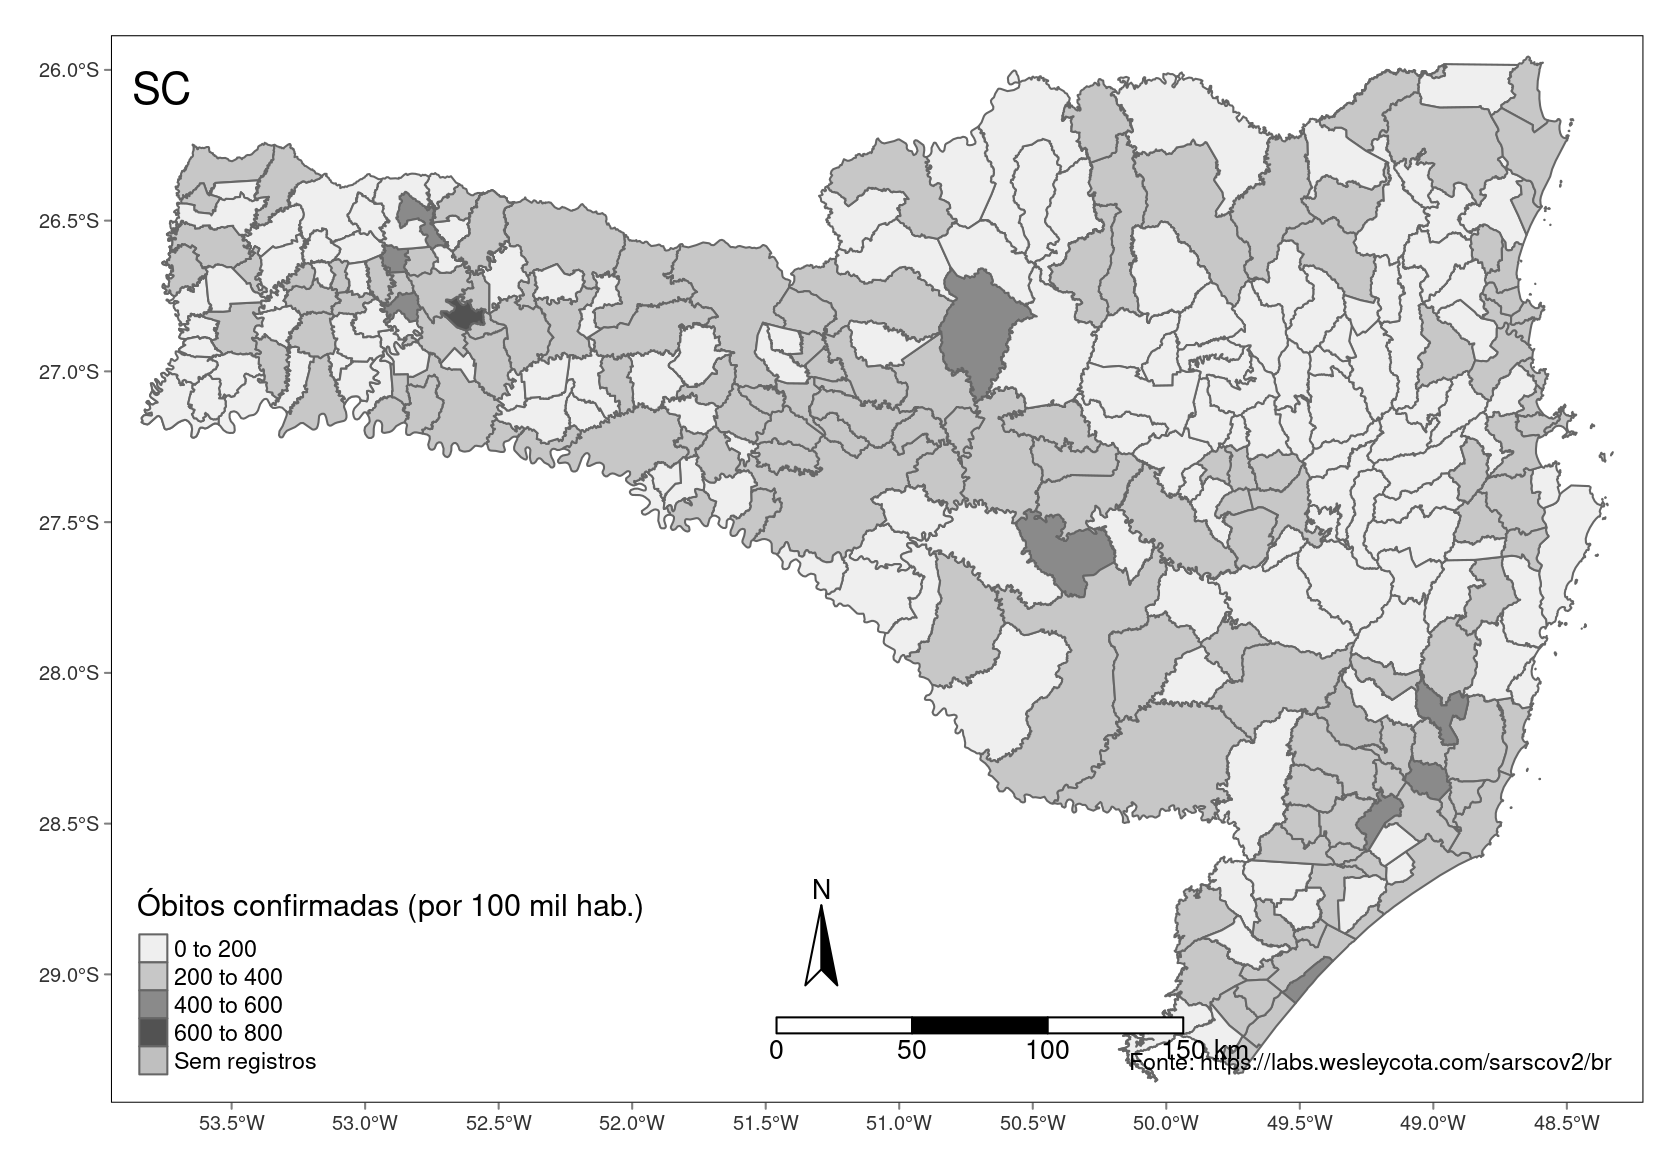 SC
26.0°S
26.5°S
27.0°S
27.5°S
28.0°S
28.5°S
29.0°S
Óbitos confirmadas (por 100 mil hab.)
0 to 200
200 to 400
400 to 600
600 to 800
Sem registros
N
0 50 100 150 km
Fonte: https://labs.wesleycota.com/sarscov2/br
53.5°W 53.0°W 52.5°W 52.0°W 51.5°W 51.0°W 50.5°W 50.0°W 49.5°W 49.0°W 48.5°W